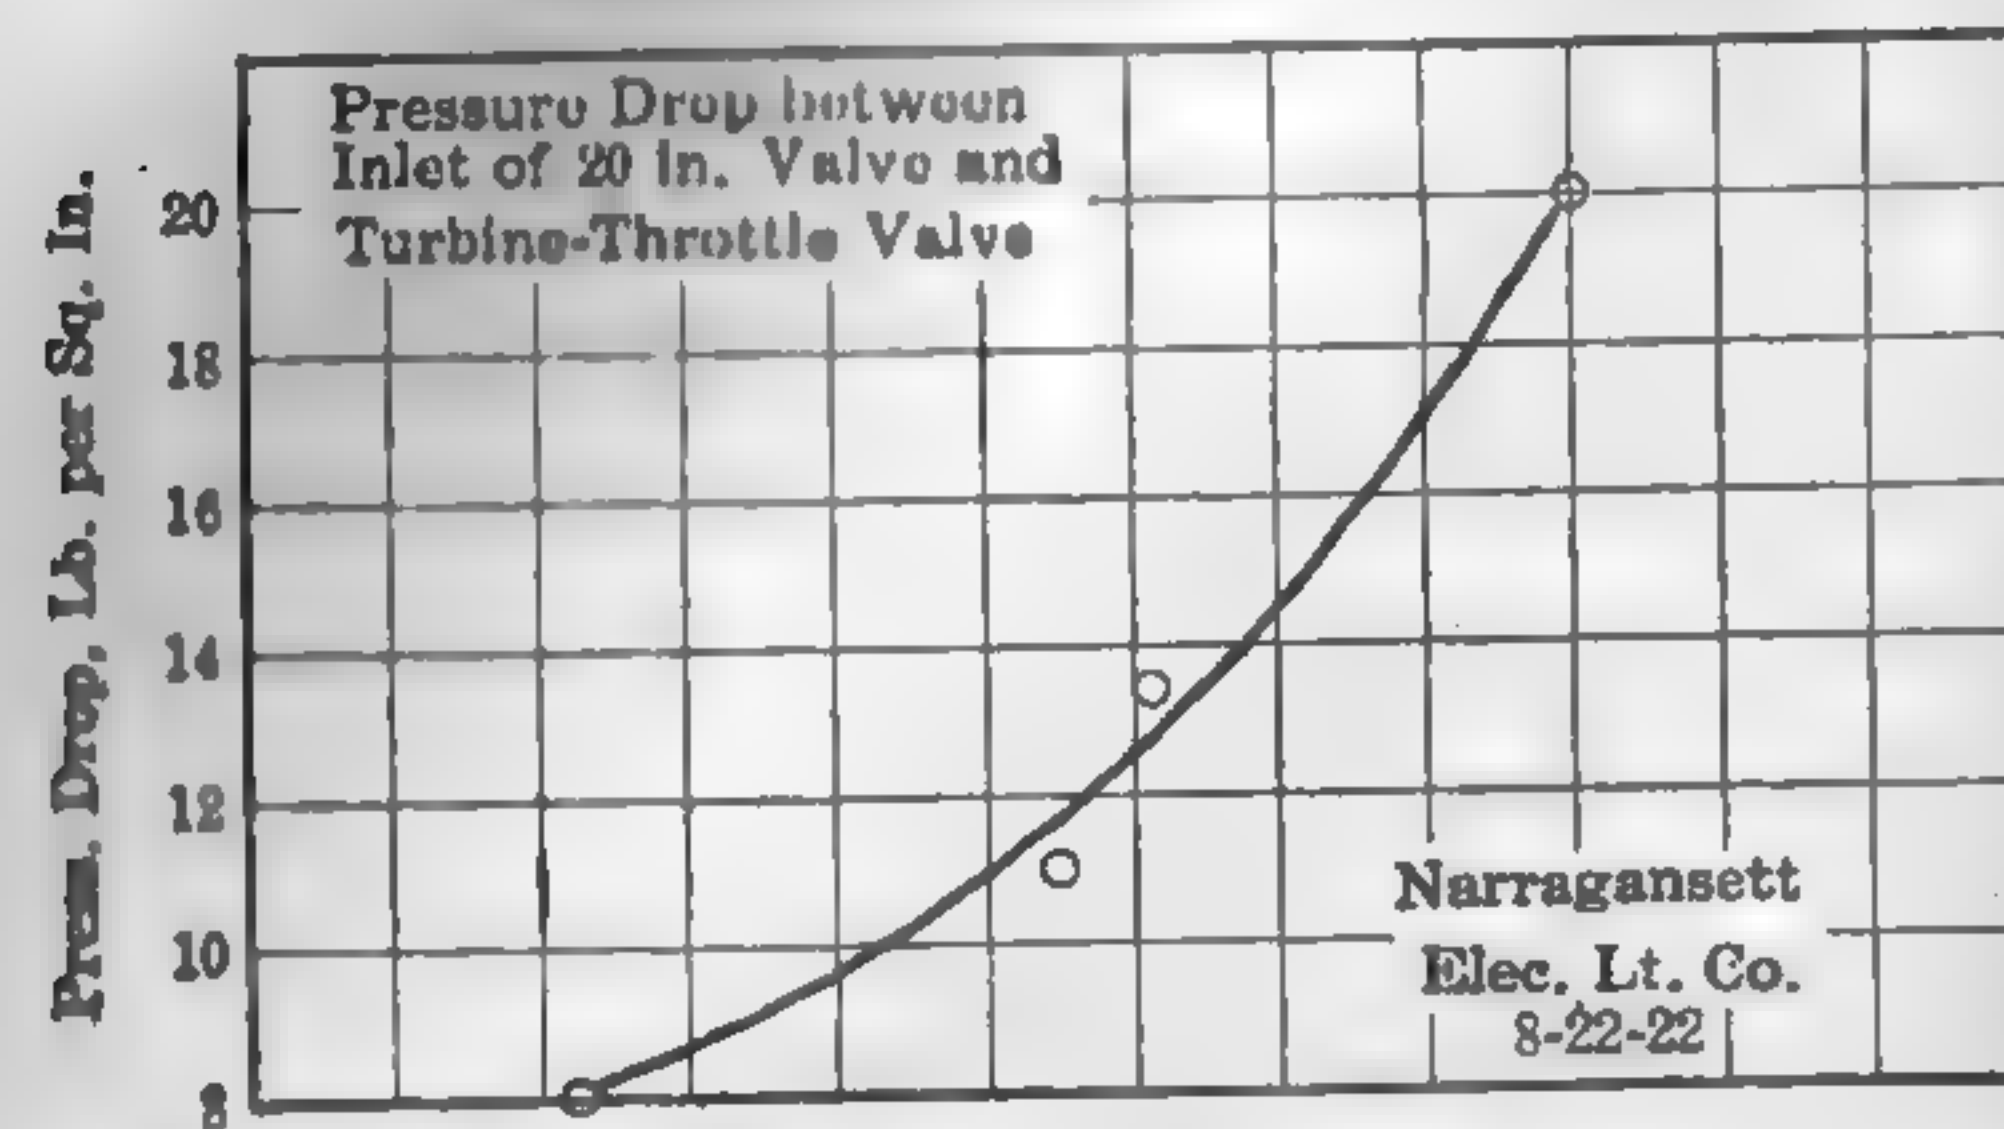 Pressure Drop between
Inlet of 20 in. Valve and
Turbine-Throttle Valve
Press. Drop, Lb. per Sq. In.
20
18
16
14
12
10
8
Narragansett
Elec. Lt. Co.
8-22-22